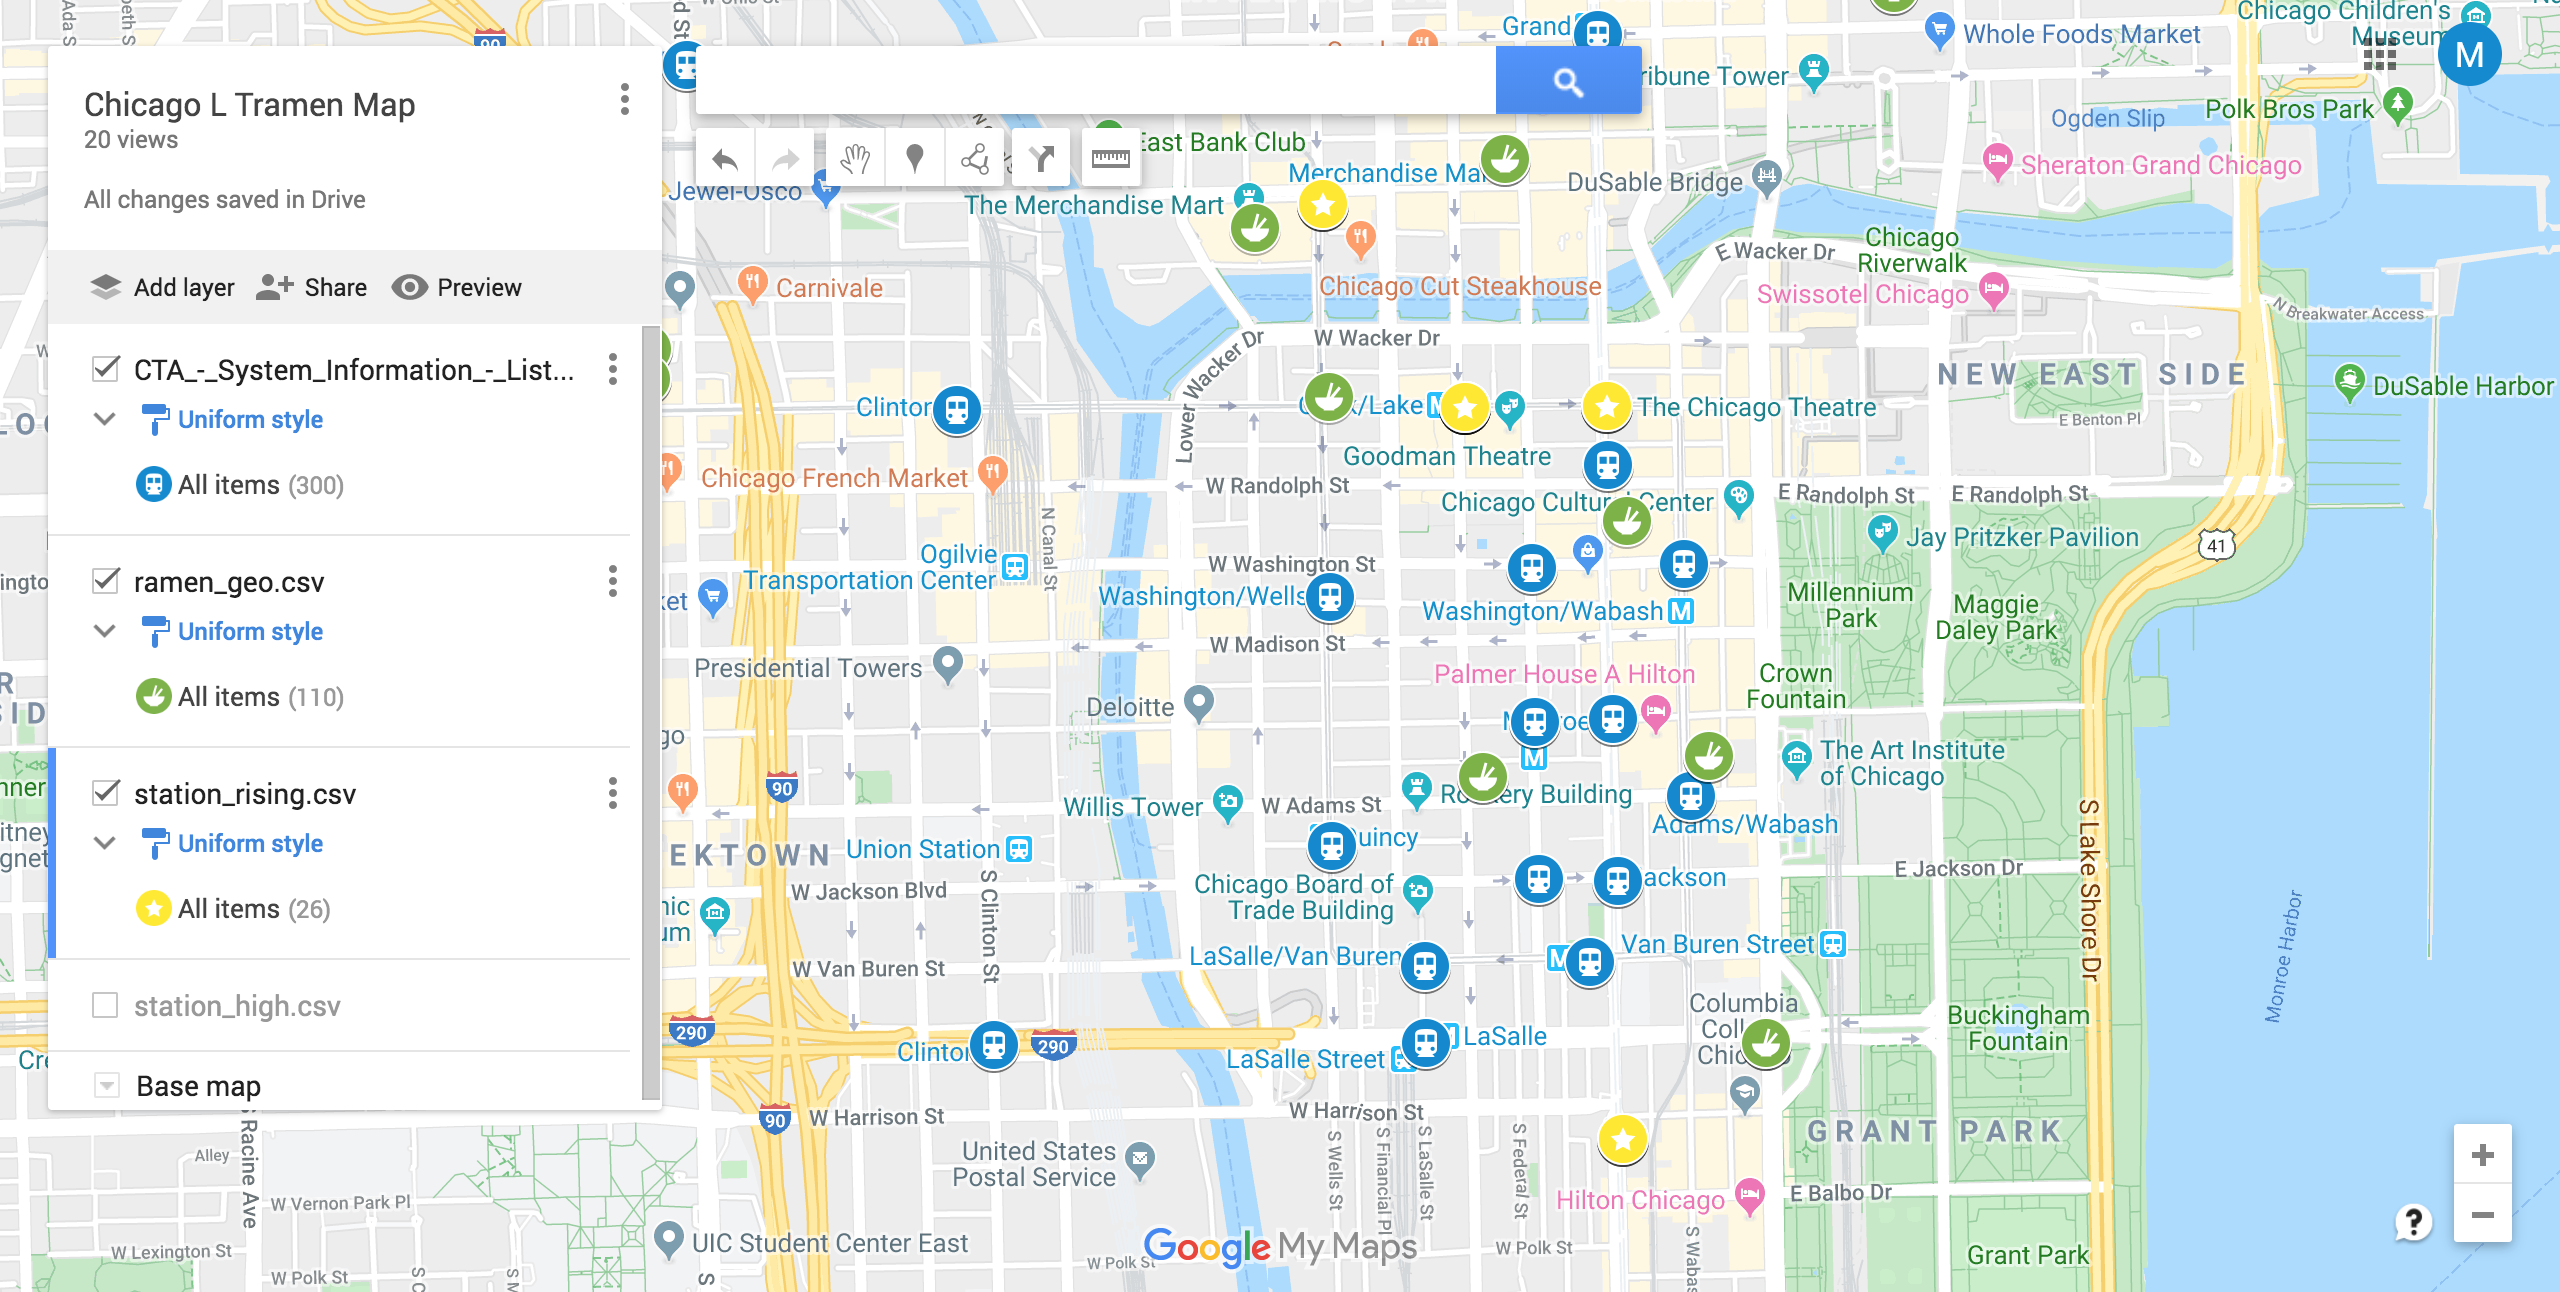 Chicago L Tramen Map
20 views
All changes saved in Drive
Add layer
Share
Preview
CTA_-_System_Information_-_List...
Uniform style
All items (300)
ramen_geo.csv
Uniform style
All items (110)
station_rising.csv
Uniform style
All items (26)
station_high.csv
Base map
Grand
Whole Foods Market
Chicago Children's
Museum
M
Tribune Tower
Ogden Slip
Polk Bros Park
East Bank Club
Merchandise Mar
Jewel-Osco
The Merchandise Mart
DuSable Bridge
Sheraton Grand Chicago
E Wacker Dr
Chicago
Riverwalk
Carnivale
Chicago Cut Steakhouse
Swissotel Chicago
N Breakwater Access
W Wacker Dr
Lower Wacker Dr
NEW EAST SIDE
DuSable Harbor
Clinton
k/Lake
The Chicago Theatre
E Benton Pl
Goodman Theatre
Chicago French Market
W Randolph St
Chicago Cultural Center
E Randolph St
E Randolph St
N Canal St
Jay Pritzker Pavilion
41
Ogilvie
Transportation Center
W Washington St
Washington/Wells
Washington/Wabash
M
Millennium
Park
Maggie
Daley Park
W Madison St
Presidential Towers
Palmer House A Hilton
Crown
Fountain
Deloitte
M
The Art Institute
of Chicago
90
Willis Tower
W Adams St
Rookery Building
Adams/Wabash
S Lake Shore Dr
EKTOWN
Union Station
uincy
W Jackson Blvd
S Clinton St
Chicago Board of
Trade Building
ackson
E Jackson Dr
Monroe Harbor
W Van Buren St
LaSalle/Van Buren
M
Van Buren Street
290
Clinton
290
LaSalle
LaSalle Street
Columbia
Coll
Chic
Buckingham
Fountain
90
W Harrison St
W Harrison St
GRANT PARK
United States
Postal Service
S Wells St
S Financial Pl
S LaSalle St
S Federal St
Hilton Chicago
E Balbo Dr
S Racine Ave
Alley
W Vernon Park Pl
W Lexington St
W Polk St
UIC Student Center East
Google My Maps
W Polk St
W Polk St
S Wabas
Grant Park